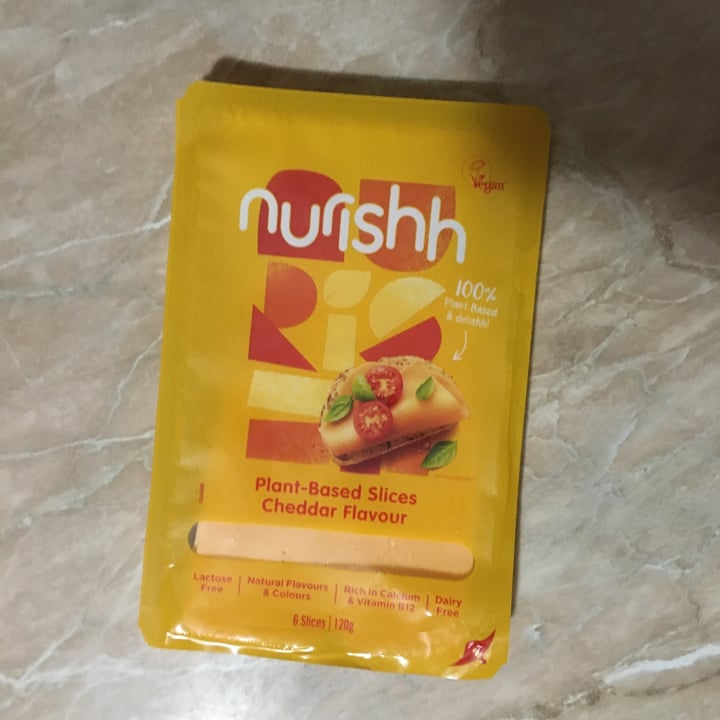 Vegan
nurishh
100%
Plant Based
& delishh!
Plant-Based Slices
Cheddar Flavour
Lactose
Free
Natural Flavours
& Colours
Rich in Calcium
& Vitamin B12
Dairy
Free
6 Slices | 120g